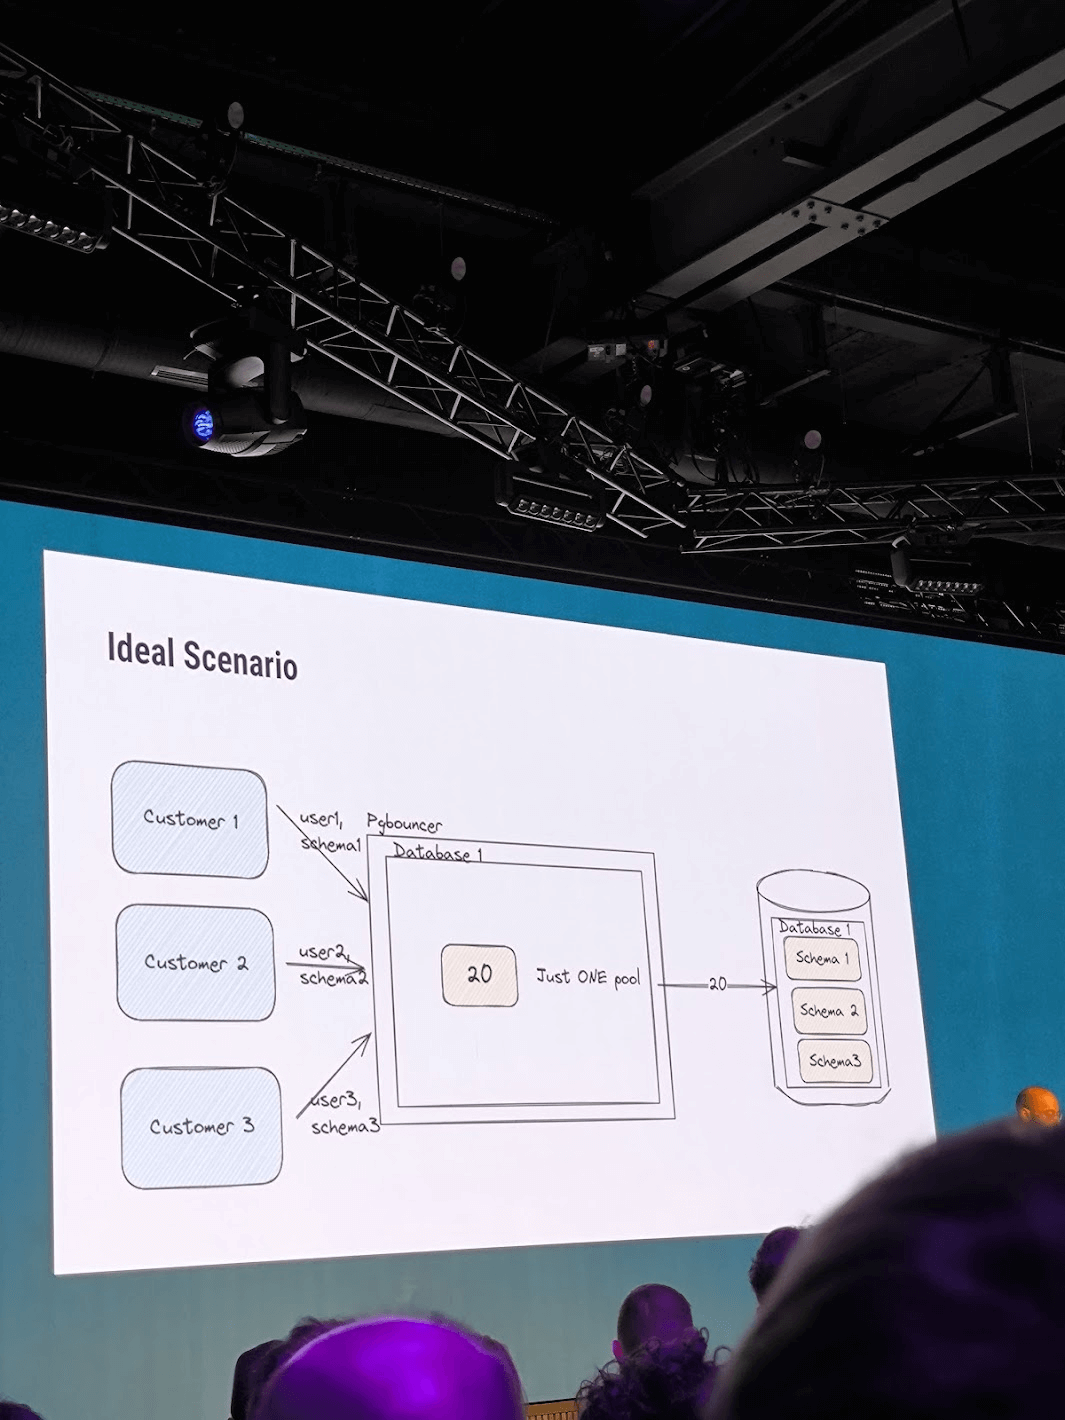 Ideal Scenario
Customer 1
user1,
schema1
Pgbouncer
Database 1
Customer 2
user2,
schema2
20
Just ONE pool
20
Database 1
Schema 1
Schema 2
Schema3
Customer 3
user3,
schema3